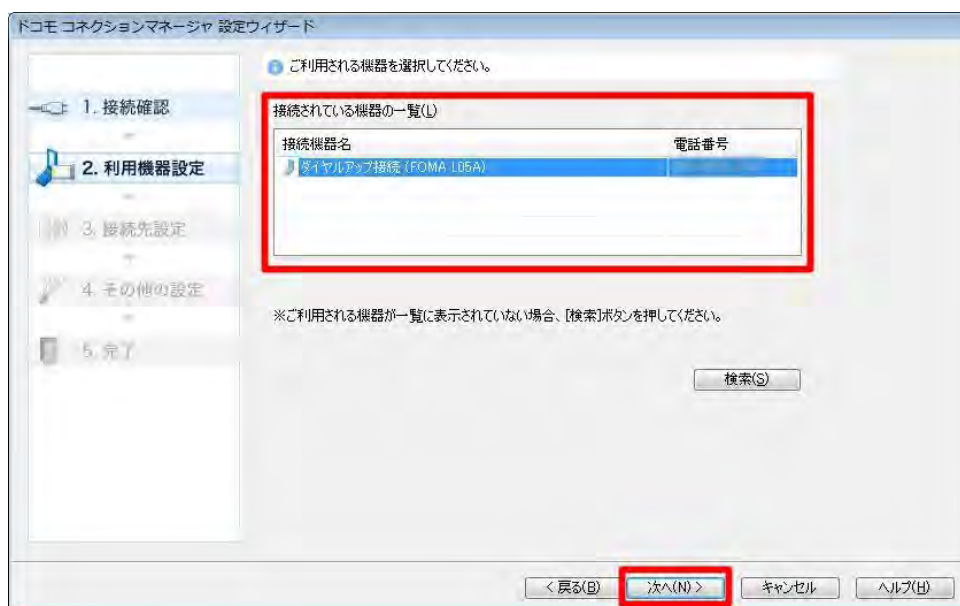 ドコモ コネクションマネージャ 設定ウィザード
ご利用される機器を選択してください。
1. 接続確認
2. 利用機器設定
3. 接続先設定
4. その他の設定
5. 完了
接続されている機器の一覧(L)
接続機器名 電話番号
ダイヤルアップ接続 (FOMA L05A)
※ご利用される機器が一覧に表示されていない場合、[検索]ボタンを押してください。
検索(S)
< 戻る(B) 次へ(N) > キャンセル ヘルプ(H)